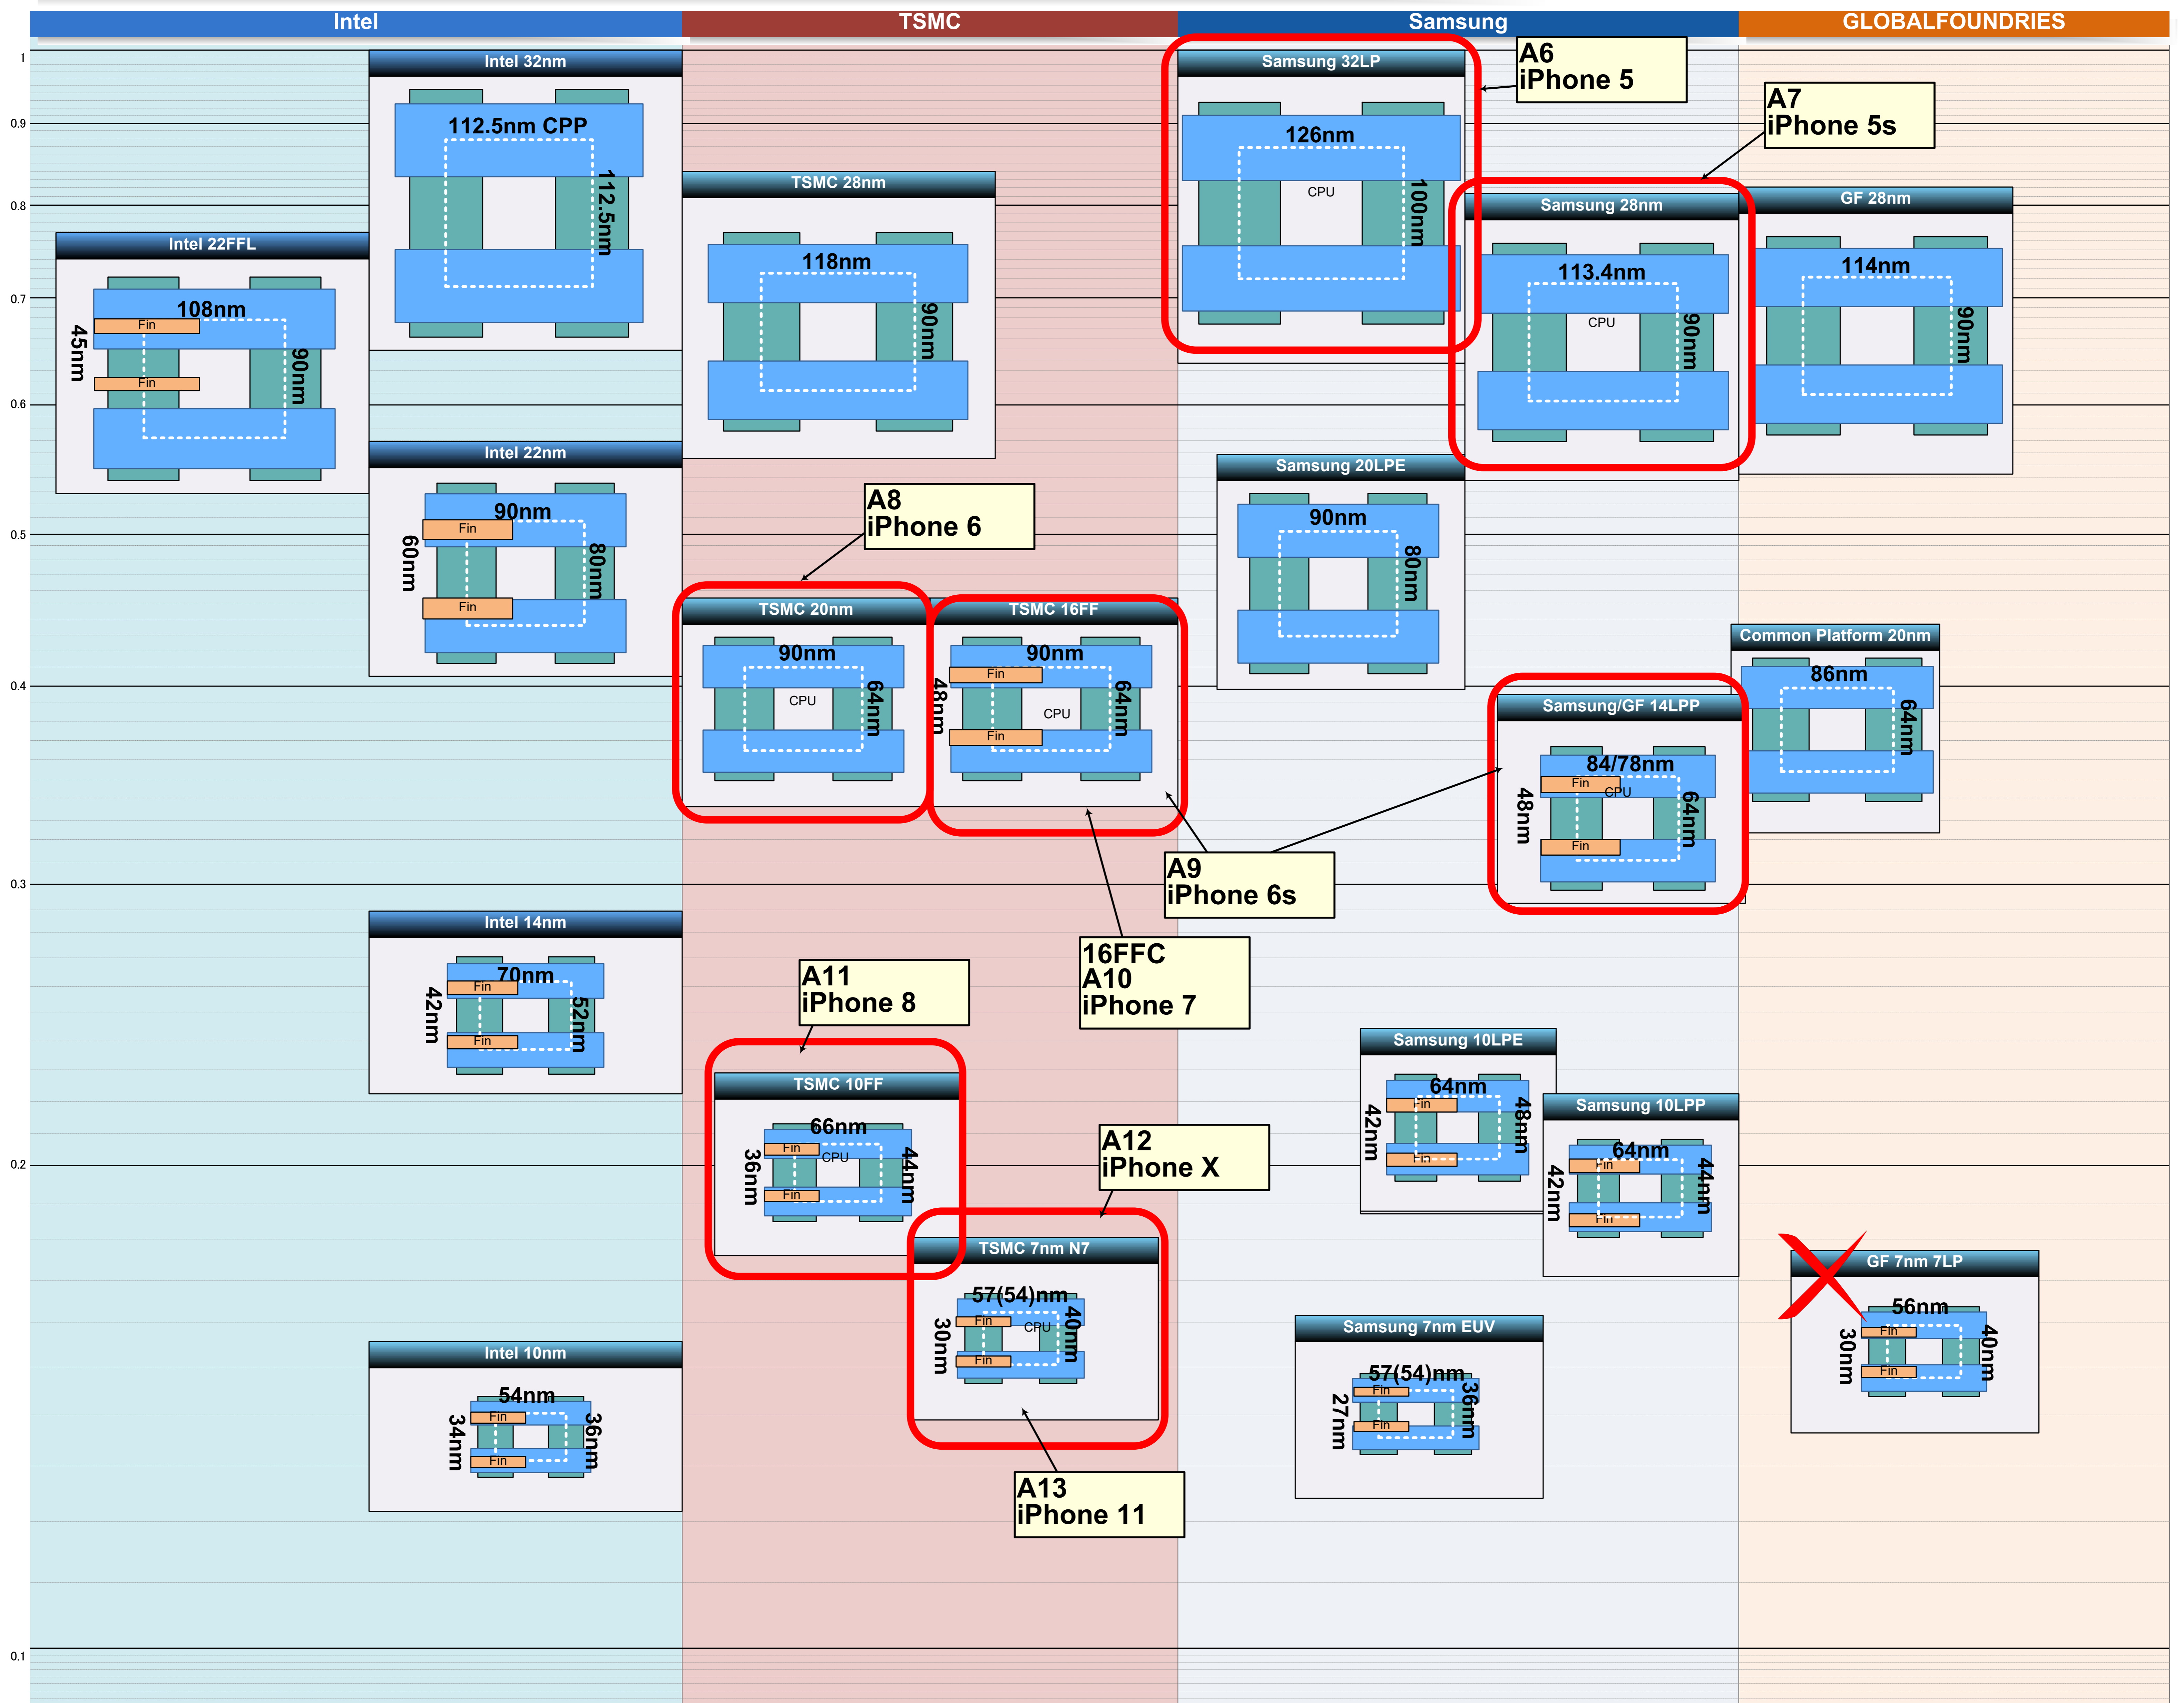 Intel
TSMC
Samsung
GLOBALFOUNDRIES
1
0.9
0.8
0.7
0.6
0.5
0.4
0.3
0.2
0.1
Intel 32nm
112.5nm CPP
112.5nm
Intel 22FFL
108nm
Fin
Fin
45nm
90nm
Intel 22nm
90nm
Fin
Fin
60nm
80nm
Intel 14nm
70nm
Fin
Fin
42nm
52nm
Intel 10nm
54nm
Fin
Fin
34nm
36nm
TSMC 28nm
118nm
90nm
A8
iPhone 6
TSMC 20nm
90nm
CPU
64nm
TSMC 16FF
90nm
Fin
CPU
Fin
48nm
64nm
A9
iPhone 6s
16FFC
A10
iPhone 7
A11
iPhone 8
TSMC 10FF
66nm
Fin
CPU
Fin
36nm
44nm
A12
iPhone X
TSMC 7nm N7
57(54)nm
Fin
CPU
Fin
30nm
40nm
A13
iPhone 11
Samsung 32LP
126nm
CPU
100nm
A6
iPhone 5
A7
iPhone 5s
Samsung 28nm
113.4nm
CPU
90nm
Samsung 20LPE
90nm
80nm
Samsung/GF 14LPP
84/78nm
Fin
CPU
Fin
48nm
64nm
Samsung 10LPE
64nm
Fin
Fin
42nm
48nm
Samsung 10LPP
64nm
Fin
Fin
42nm
44nm
Samsung 7nm EUV
57(54)nm
Fin
Fin
27nm
36nm
GF 28nm
114nm
90nm
Common Platform 20nm
86nm
64nm
GF 7nm 7LP
56nm
Fin
Fin
30nm
40nm